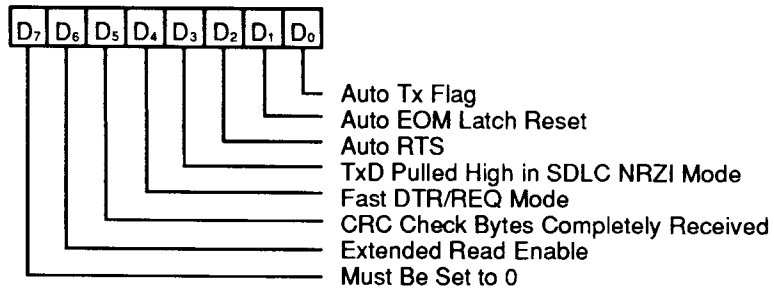 D₇ D₆ D₅ D₄ D₃ D₂ D₁ D₀
Auto Tx Flag
Auto EOM Latch Reset
Auto RTS
TxD Pulled High in SDLC NRZI Mode
Fast DTR/REQ Mode
CRC Check Bytes Completely Received
Extended Read Enable
Must Be Set to 0